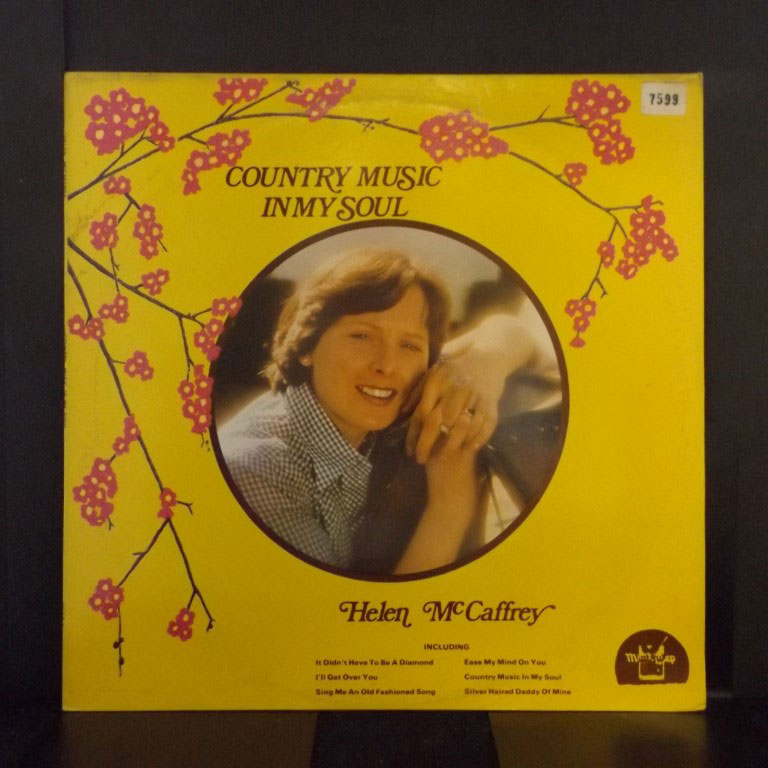 7599
COUNTRY MUSIC
IN MY SOUL
Helen McCaffrey
INCLUDING
It Didn't Have To Be A Diamond
I'll Get Over You
Sing Me An Old Fashioned Song
Ease My Mind On You
Country Music In My Soul
Silver Haired Daddy Of Mine